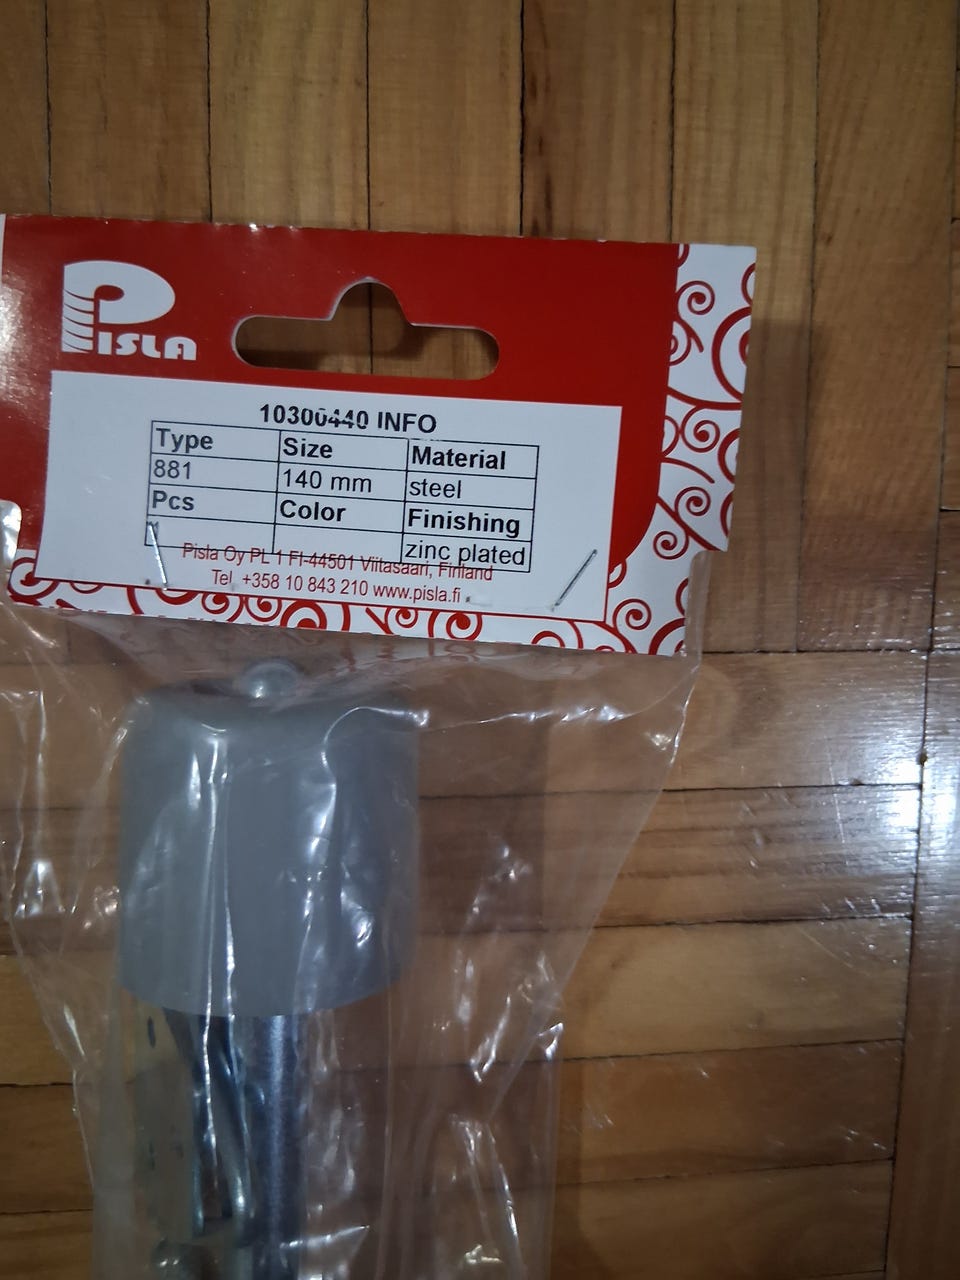 PISLA
10300440 INFO
Type Size Material
881 140 mm steel
Pcs Color Finishing
1 zinc plated
Pisla Oy PL 1 FI-44501 Viitasaari, Finland
Tel. +358 10 843 210 www.pisla.fi